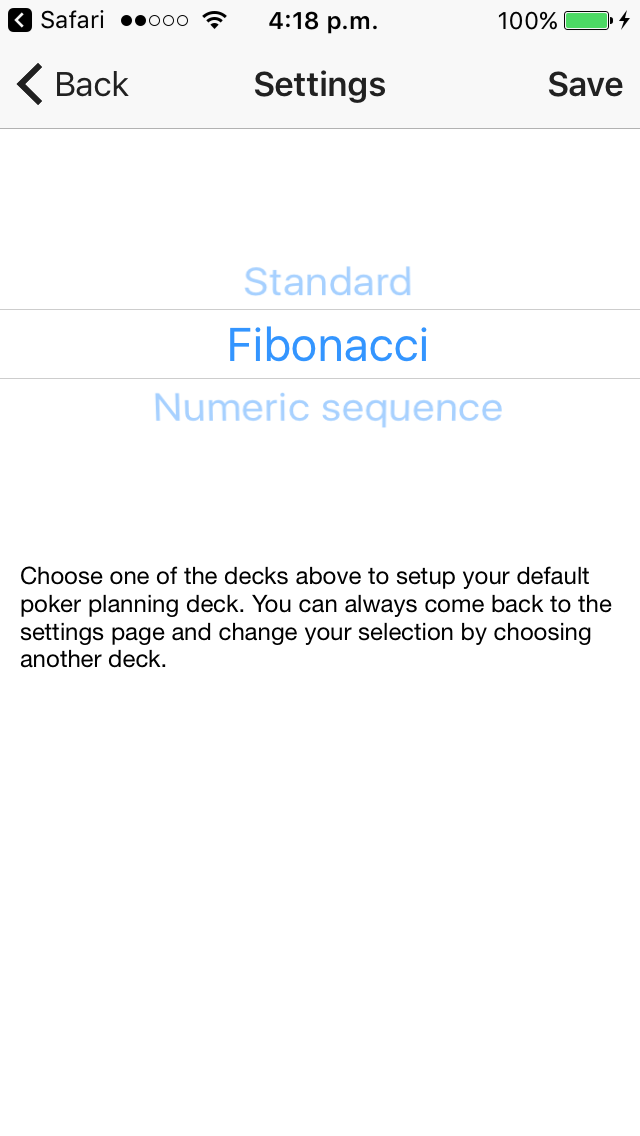 Safari 4:18 p.m. 100%
Back Settings Save
Standard
Fibonacci
Numeric sequence
Choose one of the decks above to setup your default
poker planning deck. You can always come back to the
settings page and change your selection by choosing
another deck.